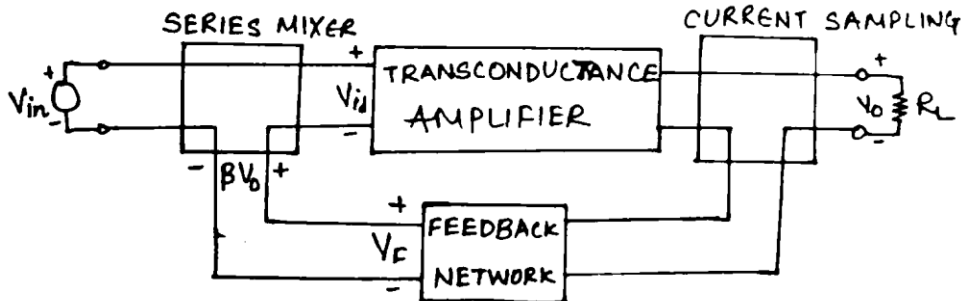 SERIES MIXER
CURRENT SAMPLING
+
+
+
TRANSCONDUCTANCE
AMPLIFIER
Vin
Vid
Vo
RL
-
-
-
- βVo +
+
FEEDBACK
NETWORK
VF
-